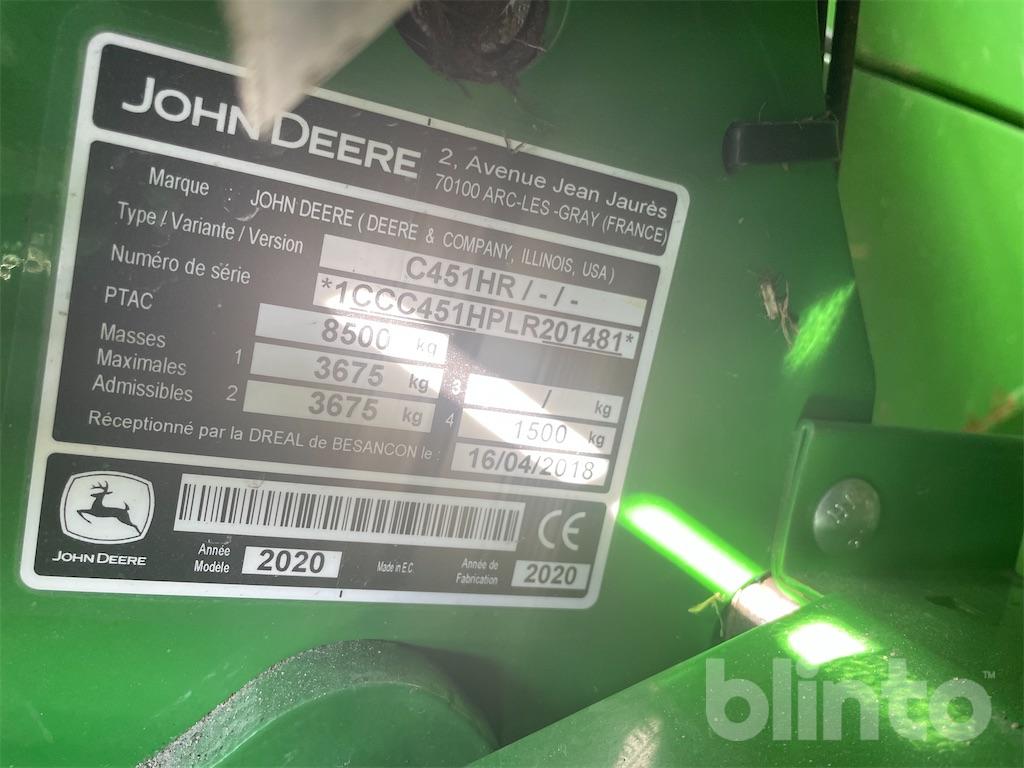 JOHN DEERE
2, Avenue Jean Jaurès
70100 ARC-LES -GRAY (FRANCE)
Marque JOHN DEERE ( DEERE & COMPANY, ILLINOIS, USA )
Type / Variante / Version C451HR / - / -
Numéro de série *1CCC451HPLR201481*
PTAC 8500 kg
Masses Maximales Admissibles
1 3675 kg 3 / kg
2 3675 kg 4 1500 kg
Réceptionné par la DREAL de BESANCON le : 16/04/2018
JOHN DEERE
CE
Année Modèle 2020 Made in E.C. Année de Fabrication 2020
blinto™